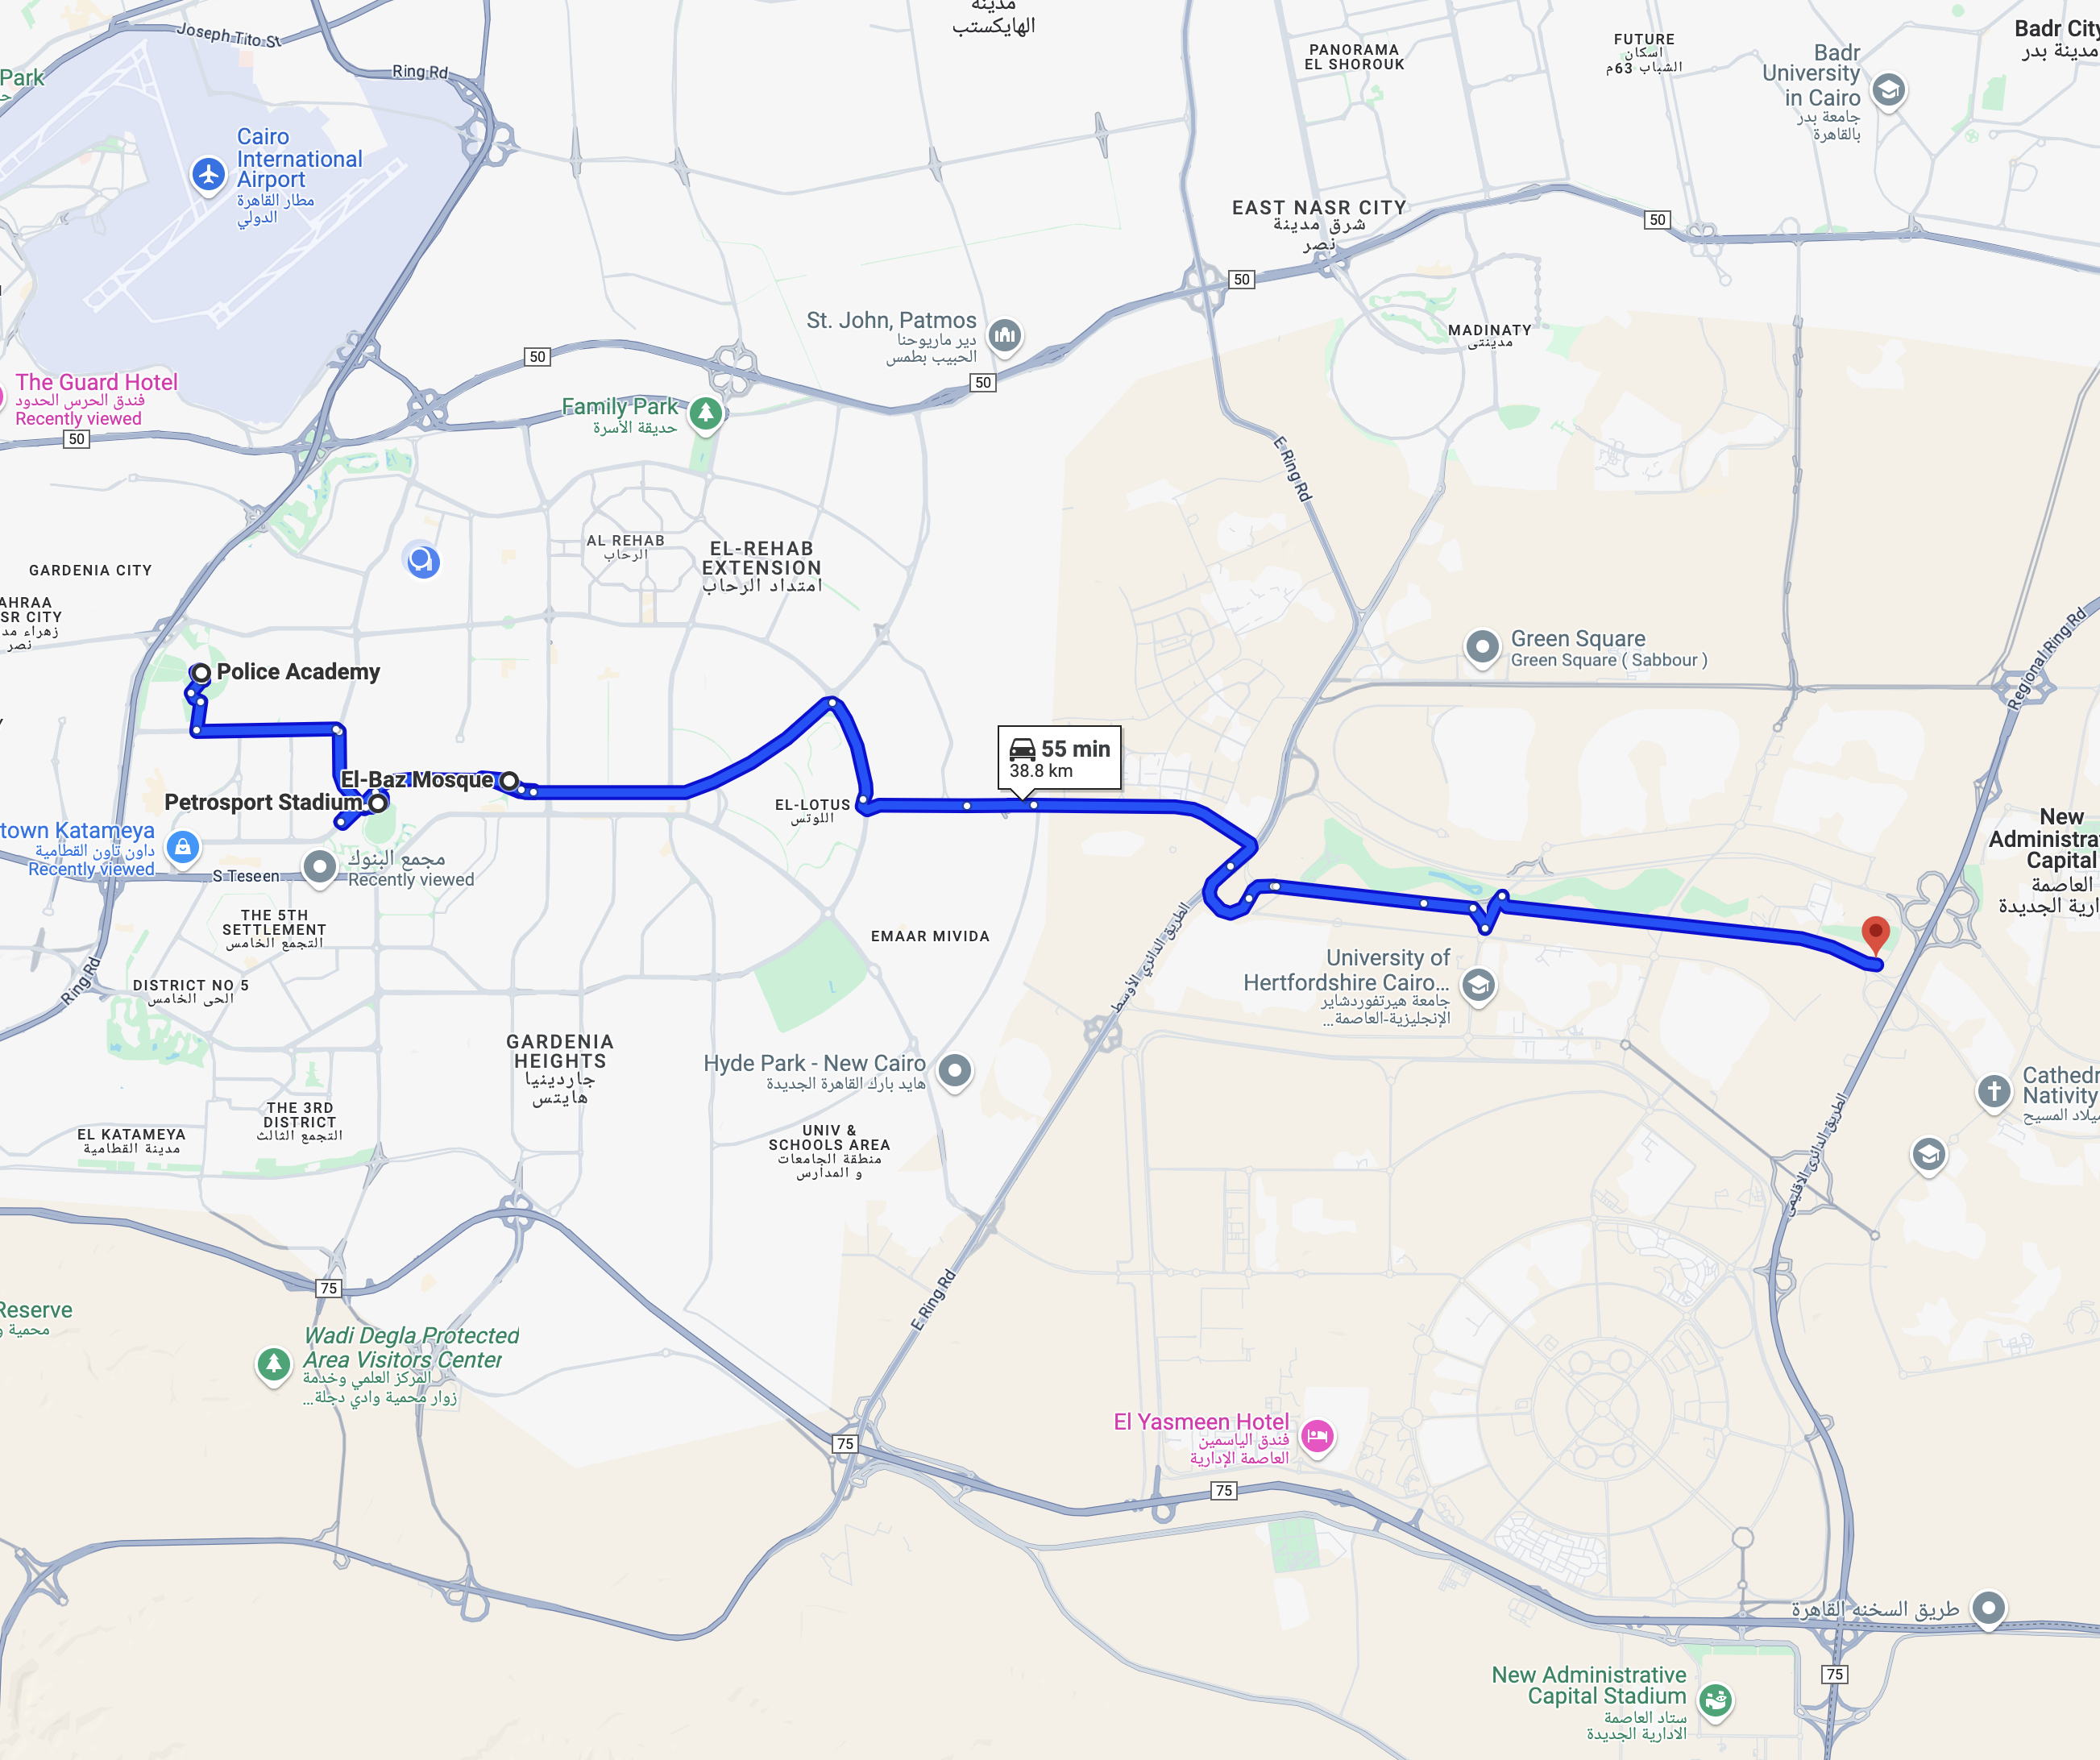 مدينة
الهايكستب
Joseph Tito St
Ring Rd
Park
Cairo
International
Airport
مطار القاهرة
الدولي
PANORAMA
EL SHOROUK
FUTURE
اسكان
الشباب 63م
Badr
University
in Cairo
جامعة بدر
بالقاهرة
Badr City
مدينة بدر
EAST NASR CITY
شرق مدينة
نصر
50
50
50
50
50
MADINATY
مدينتى
St. John, Patmos
دير ماريوحنا
الحبيب بطمس
The Guard Hotel
فندق الحرس الحدود
Recently viewed
Family Park
حديقة الأسرة
E Ring Rd
AL REHAB
الرحاب
EL-REHAB
EXTENSION
امتداد الرحاب
GARDENIA CITY
AHRAA
SR CITY
زهراء مد
نصر
Green Square
Green Square ( Sabbour )
Regional Ring Rd
Police Academy
El-Baz Mosque
Petrosport Stadium
55 min
38.8 km
EL-LOTUS
اللوتس
town Katameya
داون تاون القطامية
Recently viewed
S Teseen
مجمع البنوك
Recently viewed
New
Administra
Capital
العاصمة
ارية الجديدة
THE 5TH
SETTLEMENT
التجمع الخامس
EMAAR MIVIDA
الطريق الدائري الأوسط
University of
Hertfordshire Cairo...
جامعة هيرتفوردشاير
الإنجليزية-العاصمة...
Ring Rd
DISTRICT NO 5
الحى الخامس
GARDENIA
HEIGHTS
جاردينيا
هايتس
Hyde Park - New Cairo
هايد بارك القاهرة الجديدة
Cathedr
Nativity
يلاد المسيح
THE 3RD
DISTRICT
التجمع الثالث
EL KATAMEYA
مدينة القطامية
UNIV &
SCHOOLS AREA
منطقة الجامعات
و المدارس
الطريق الدائرى الاقليمى
75
E Ring Rd
Reserve
محمية و
Wadi Degla Protected
Area Visitors Center
المركز العلمي وخدمة
زوار محمية وادي دجلة...
El Yasmeen Hotel
فندق الياسمين
العاصمة الإدارية
75
75
طريق السخنه القاهرة
75
New Administrative
Capital Stadium
ستاد العاصمة
الادارية الجديدة